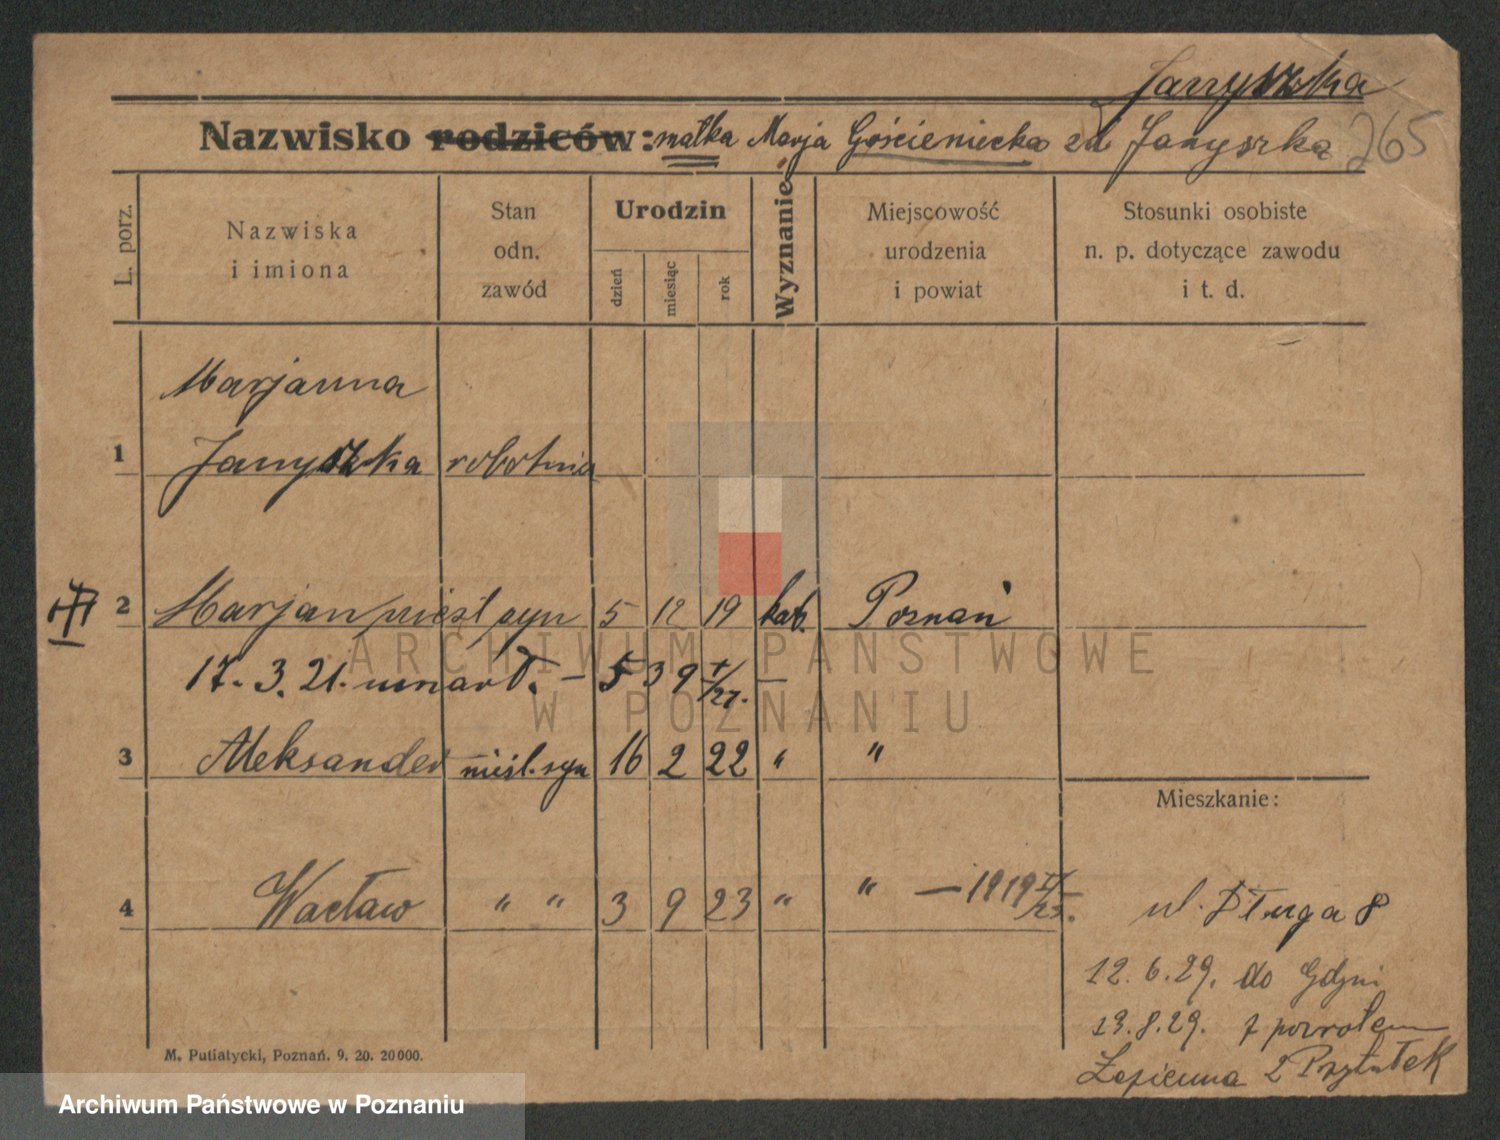 Janyszka
Nazwisko rodziców: matka Marja Gościeniecka zd Janyszka 265
L. porz.
Nazwiska i imiona
Stan odn. zawód
Urodzin
dzień
miesiąc
rok
Wyznanie
Miejscowość urodzenia i powiat
Stosunki osobiste n. p. dotyczące zawodu i t. d.
Marjanna
1 Janyszka robotnica
2 Marjan nieśl syn 5 12 19 kat. Poznań
17. 3. 21. umarł. – 5 3 9 –
3 Aleksander nieśl. syn 16 2 22 " "
Mieszkanie:
4 Wacław " " 3 9 23 " " — 1919
ul. Długa 8
12. 6. 29. do Gdyni
19. 8. 29. z powrotem
2 Przytułek
M. Putiatycki, Poznań. 9. 20. 20000.
ARCHIWUM PAŃSTWOWE
W POZNANIU
Archiwum Państwowe w Poznaniu